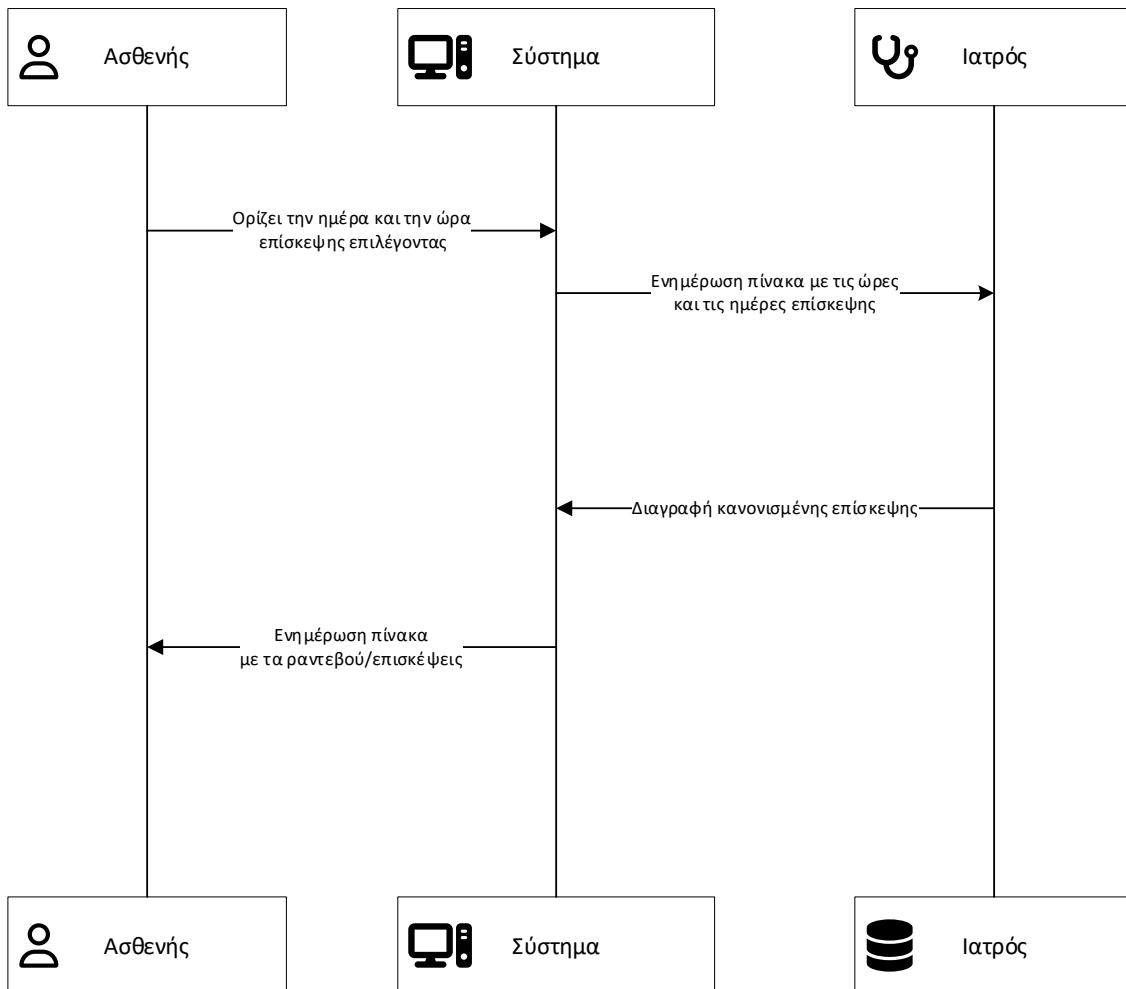 Ασθενής
Σύστημα
Ιατρός
Ορίζει την ημέρα και την ώρα
επίσκεψης επιλέγοντας
Ενημέρωση πίνακα με τις ώρες
και τις ημέρες επίσκεψης
Διαγραφή κανονισμένης επίσκεψης
Ενημέρωση πίνακα
με τα ραντεβού/επισκέψεις
Ασθενής
Σύστημα
Ιατρός